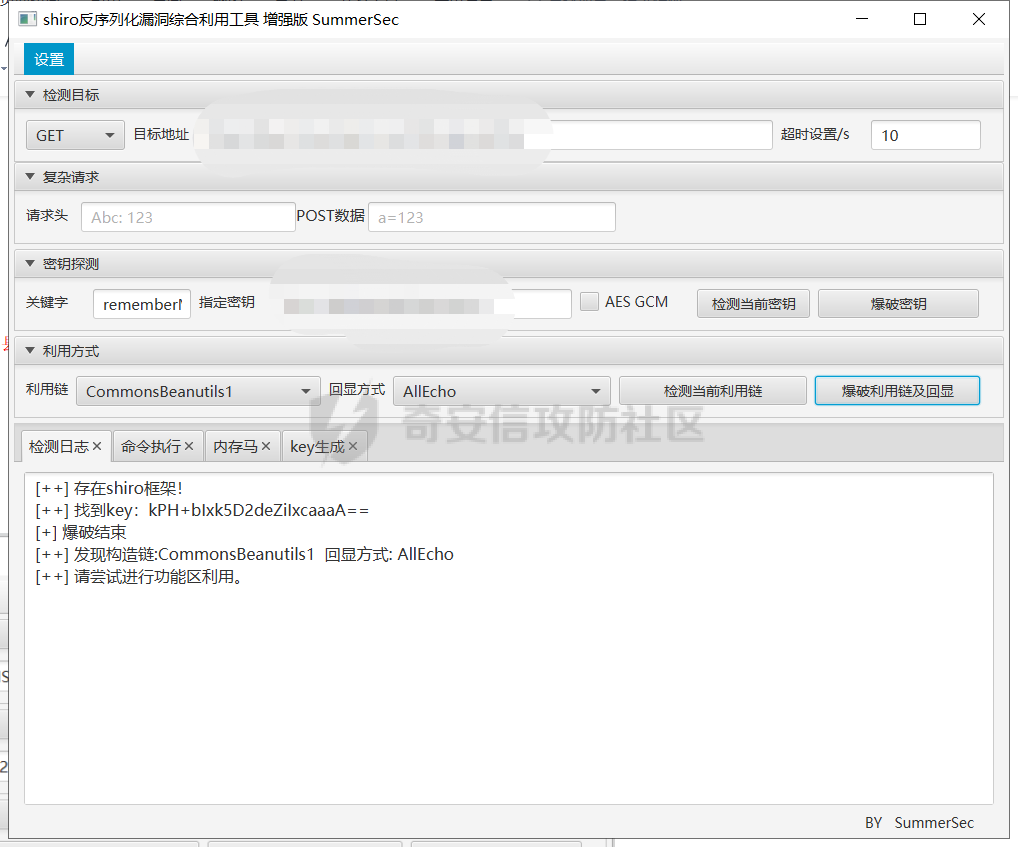 shiro反序列化漏洞综合利用工具 增强版 SummerSec
设置
检测目标
GET 目标地址 超时设置/s 10
复杂请求
请求头 Abc: 123 POST数据 a=123
密钥探测
关键字 指定密钥 AES GCM 检测当前密钥 爆破密钥
利用方式
利用链 CommonsBeanutils1 回显方式 AllEcho 检测当前利用链 爆破利用链及回显
奇安信攻防社区
检测日志× 命令执行× 内存马× key生成×
[++] 存在shiro框架！
[++] 找到key：kPH+bIxk5D2deZiIxcaaaA==
[+] 爆破结束
[++] 发现构造链:CommonsBeanutils1 回显方式: AllEcho
[++] 请尝试进行功能区利用。
BY SummerSec